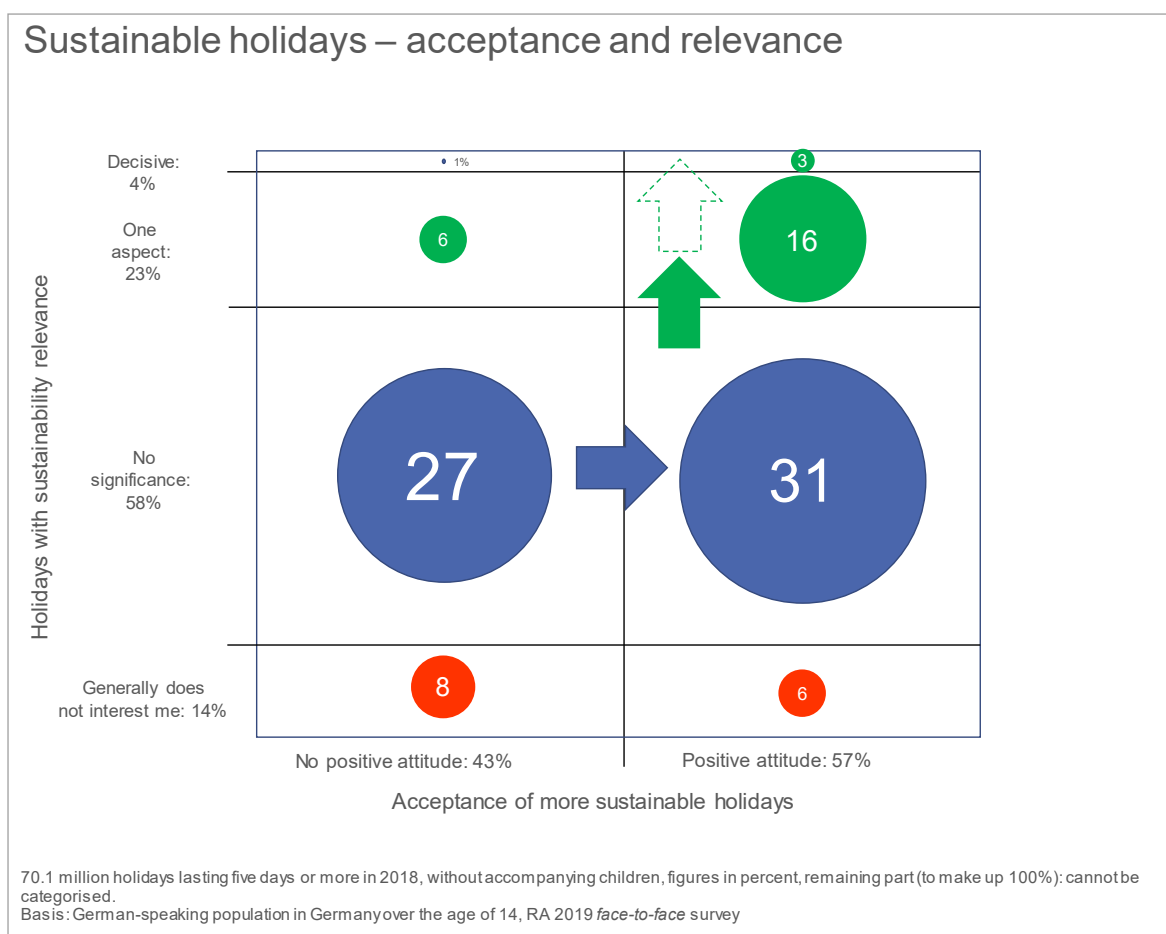 Sustainable holidays – acceptance and relevance
Decisive:
4%
1%
3
One
aspect:
23%
6
16
Holidays with sustainability relevance
No
significance:
58%
27
31
Generally does
not interest me: 14%
8
6
No positive attitude: 43%
Positive attitude: 57%
Acceptance of more sustainable holidays
70.1 million holidays lasting five days or more in 2018, without accompanying children, figures in percent, remaining part (to make up 100%): cannot be
categorised.
Basis: German-speaking population in Germany over the age of 14, RA 2019 face-to-face survey